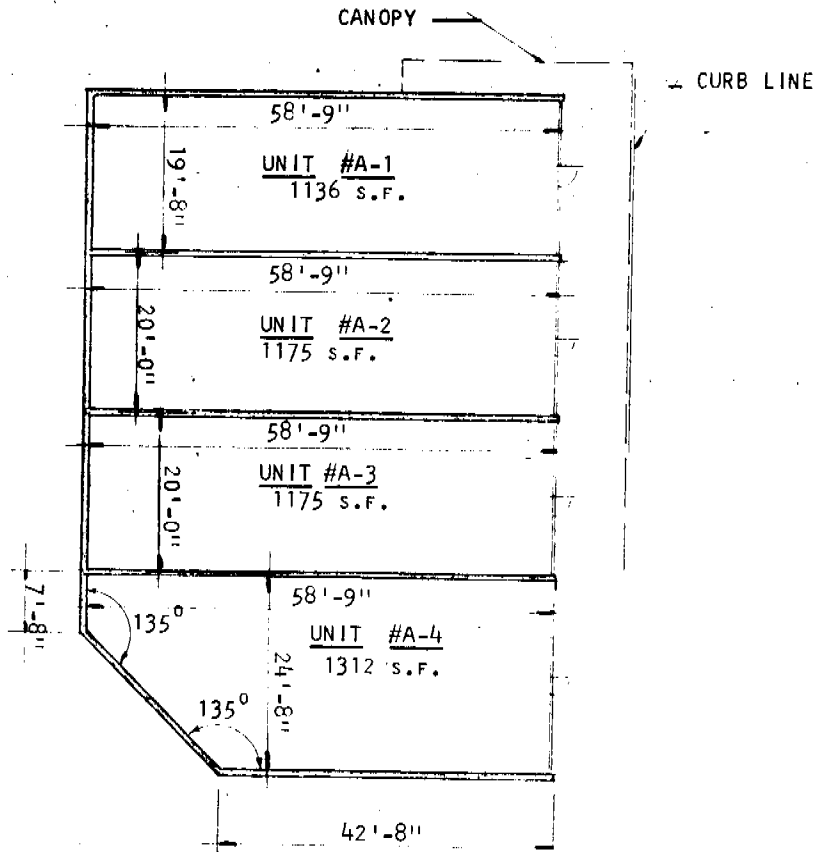 CANOPY
CURB LINE
58'-9"
19'-8"
UNIT #A-1
1136 S.F.
58'-9"
20'-0"
UNIT #A-2
1175 S.F.
58'-9"
20'-0"
UNIT #A-3
1175 S.F.
7'-8"
135°
58'-9"
UNIT #A-4
1312 S.F.
24'-8"
135°
42'-8"